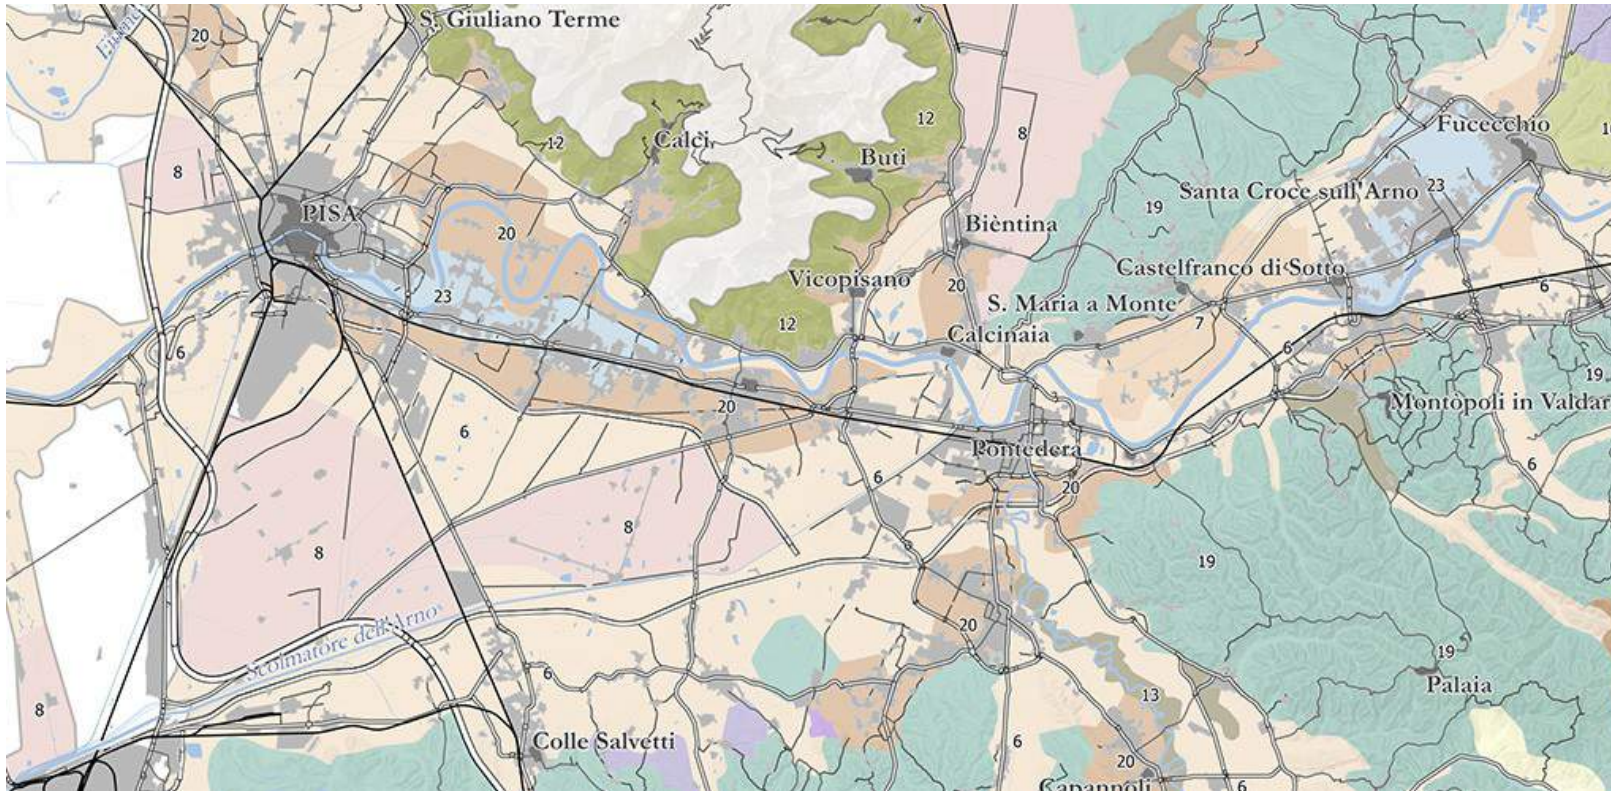 S. Giuliano Terme
20
12
12
8
Fucecchio
Calci
Buti
8
PISA
19
Santa Croce sull'Arno
23
20
Bièntina
Castelfranco di Sotto
Vicopisano
20
S. Maria a Monte
6
23
12
7
Calcinaia
6
6
19
Montòpoli in Valdar
20
6
Pontedera
6
6
20
8
8
19
Scolmatore dell'Arno
20
19
6
Palaia
13
8
Colle Salvetti
6
20
6
Capannoli